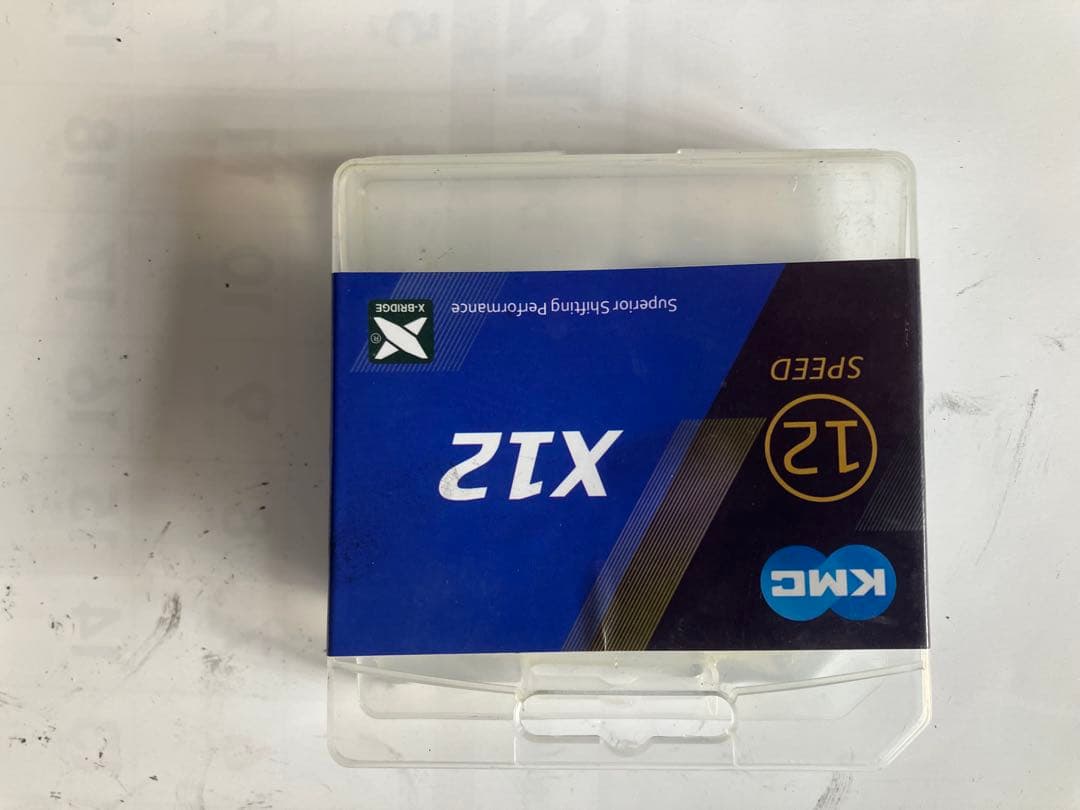 KMC
12
SPEED
X12
Superior Shifting Performance
X-BRIDGE
®